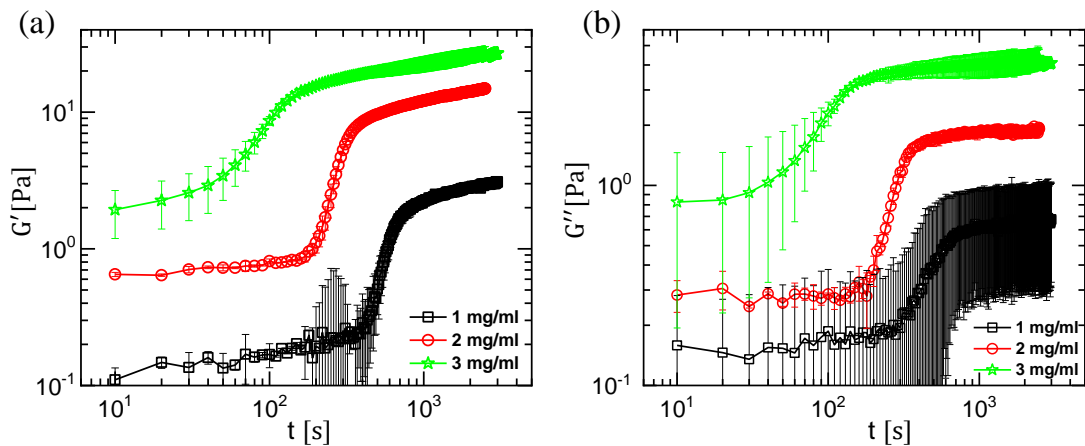 (a)
G′ [Pa]
10¹
10⁰
10⁻¹
10¹
10²
10³
t [s]
1 mg/ml
2 mg/ml
3 mg/ml
(b)
G′′ [Pa]
10⁰
10⁻¹
10¹
10²
10³
t [s]
1 mg/ml
2 mg/ml
3 mg/ml